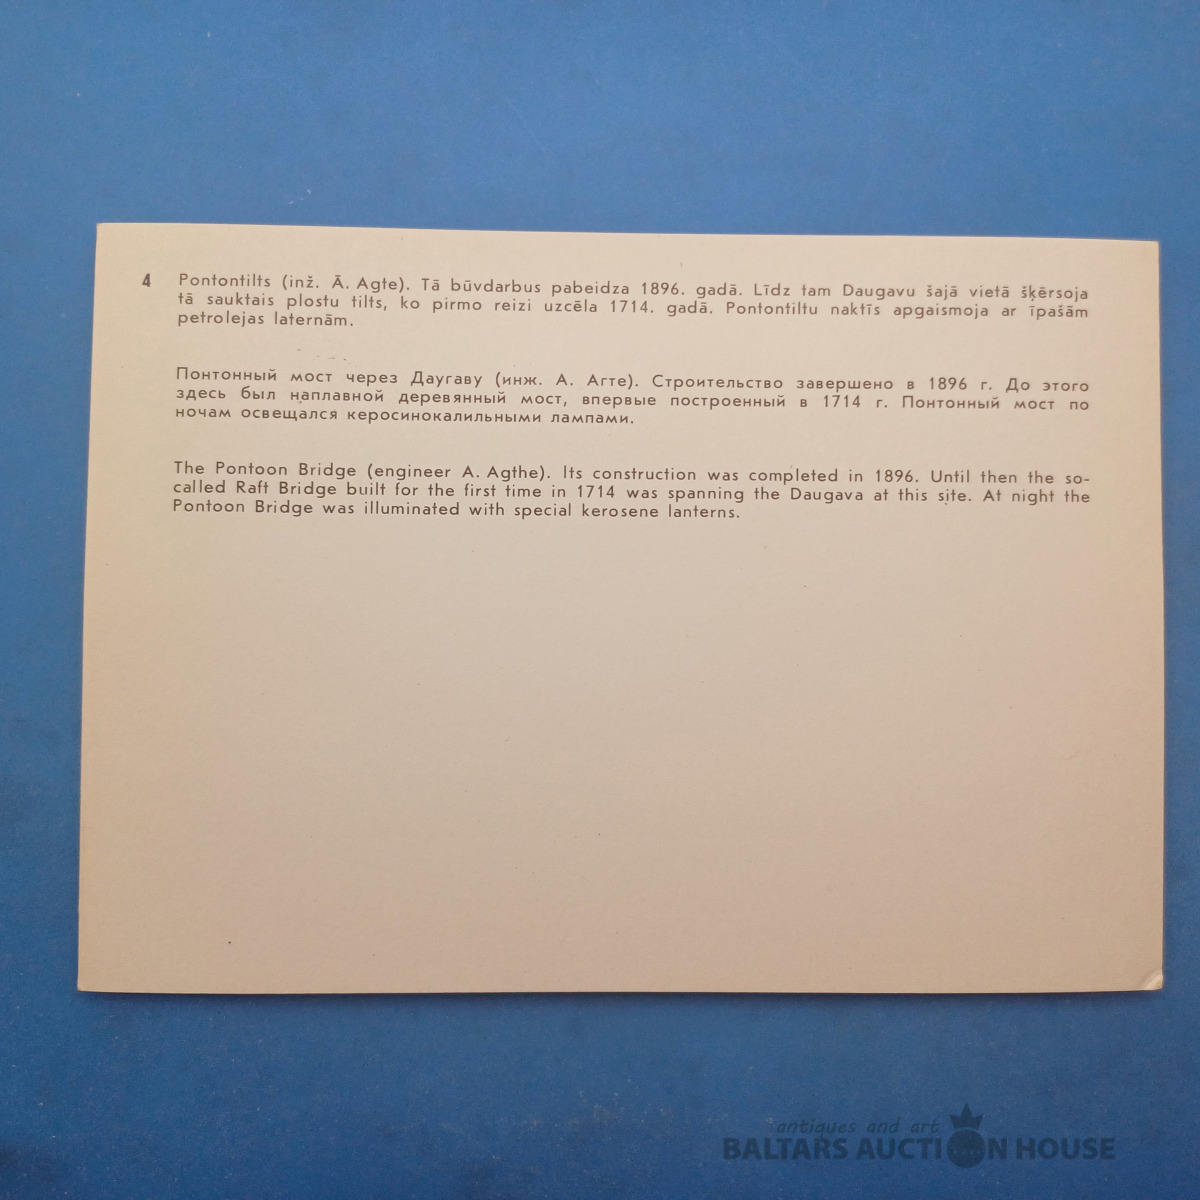 4 Pontontilts (inž. Ā. Agte). Tā būvdarbus pabeidza 1896. gadā. Līdz tam Daugavu šajā vietā šķērsoja
tā sauktais plostu tilts, ko pirmo reizi uzcēla 1714. gadā. Pontontiltu naktīs apgaismoja ar īpašām
petrolejas laternām.
Понтонный мост через Даугаву (инж. А. Агте). Строительство завершено в 1896 г. До этого
здесь был наплавной деревянный мост, впервые построенный в 1714 г. Понтонный мост по
ночам освещался керосинокалильными лампами.
The Pontoon Bridge (engineer A. Agthe). Its construction was completed in 1896. Until then the so-
called Raft Bridge built for the first time in 1714 was spanning the Daugava at this site. At night the
Pontoon Bridge was illuminated with special kerosene lanterns.
antiques and art
BALTARS AUCTION HOUSE